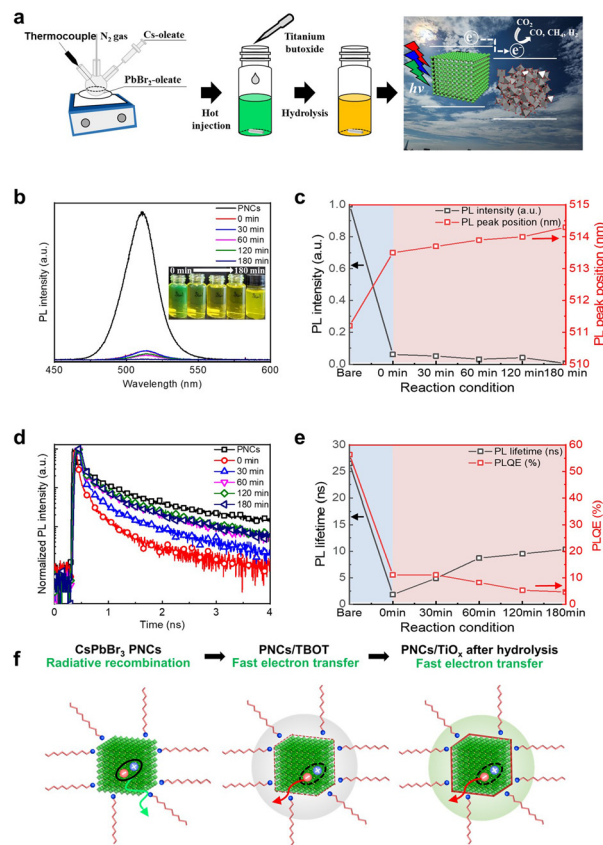 a
N2 gas
Cs-oleate
Thermocouple
PbBr2-oleate
Hot
injection
Titanium
butoxide
Hydrolysis
CO2
CO, CH4, H2
e-
e-
hν
b
PL intensity (a.u.)
PNCs
0 min
30 min
60 min
120 min
180 min
0 min
180 min
450
500
550
600
Wavelength (nm)
c
PL intensity (a.u.)
PL peak position (nm)
PL intensity (a.u.)
1.0
0.8
0.6
0.4
0.2
0.0
515
514
513
512
511
510
PL peak position (nm)
Bare
0 min
30 min
60 min
120 min
180 min
Reaction condition
d
Normalized PL intensity (a.u.)
PNCs
0 min
30 min
60 min
120 min
180 min
0
1
2
3
4
Time (ns)
e
PL lifetime (ns)
PLQE (%)
PL lifetime (ns)
30
25
20
15
10
5
0
60
50
40
30
20
10
0
PLQE (%)
Bare
0min
30min
60min
120min
180min
Reaction condition
f
CsPbBr3 PNCs
Radiative recombination
PNCs/TBOT
Fast electron transfer
PNCs/TiOx after hydrolysis
Fast electron transfer